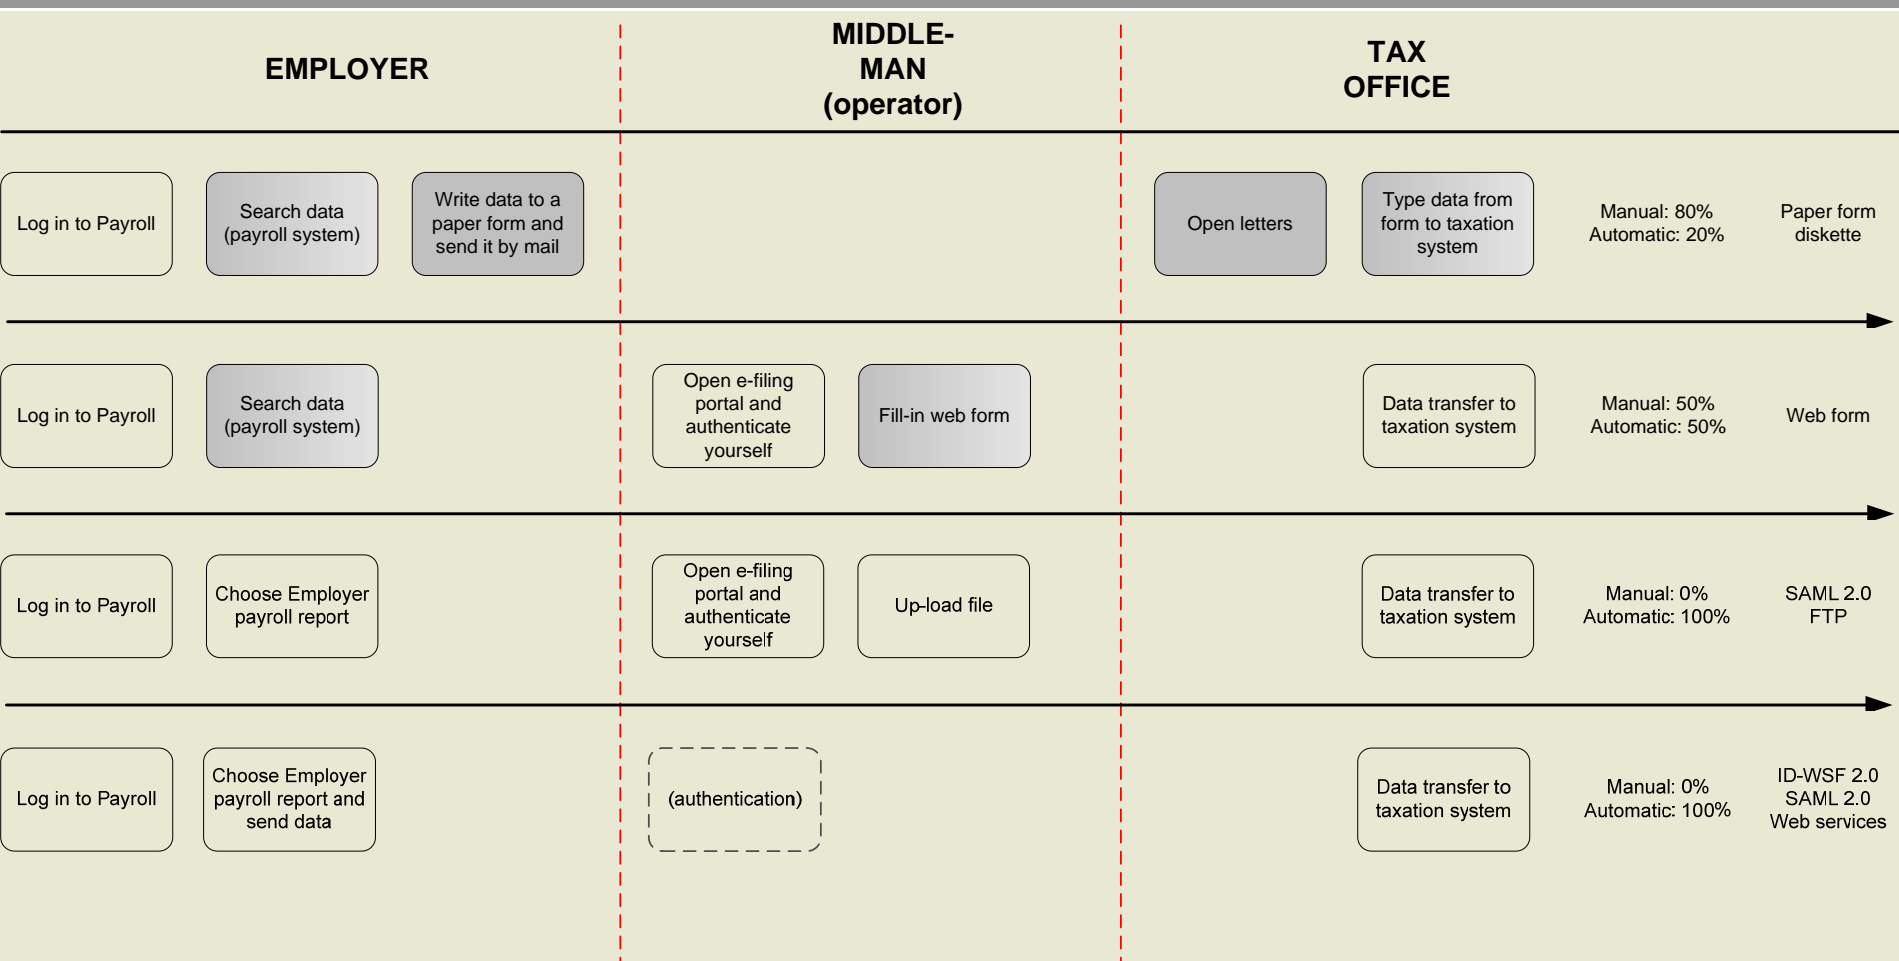 EMPLOYER
MIDDLE-
MAN
(operator)
TAX
OFFICE
Log in to Payroll
Search data
(payroll system)
Write data to a
paper form and
send it by mail
Open letters
Type data from
form to taxation
system
Manual: 80%
Automatic: 20%
Paper form
diskette
Log in to Payroll
Search data
(payroll system)
Open e-filing
portal and
authenticate
yourself
Fill-in web form
Data transfer to
taxation system
Manual: 50%
Automatic: 50%
Web form
Log in to Payroll
Choose Employer
payroll report
Open e-filing
portal and
authenticate
yourself
Up-load file
Data transfer to
taxation system
Manual: 0%
Automatic: 100%
SAML 2.0
FTP
Log in to Payroll
Choose Employer
payroll report and
send data
(authentication)
Data transfer to
taxation system
Manual: 0%
Automatic: 100%
ID-WSF 2.0
SAML 2.0
Web services